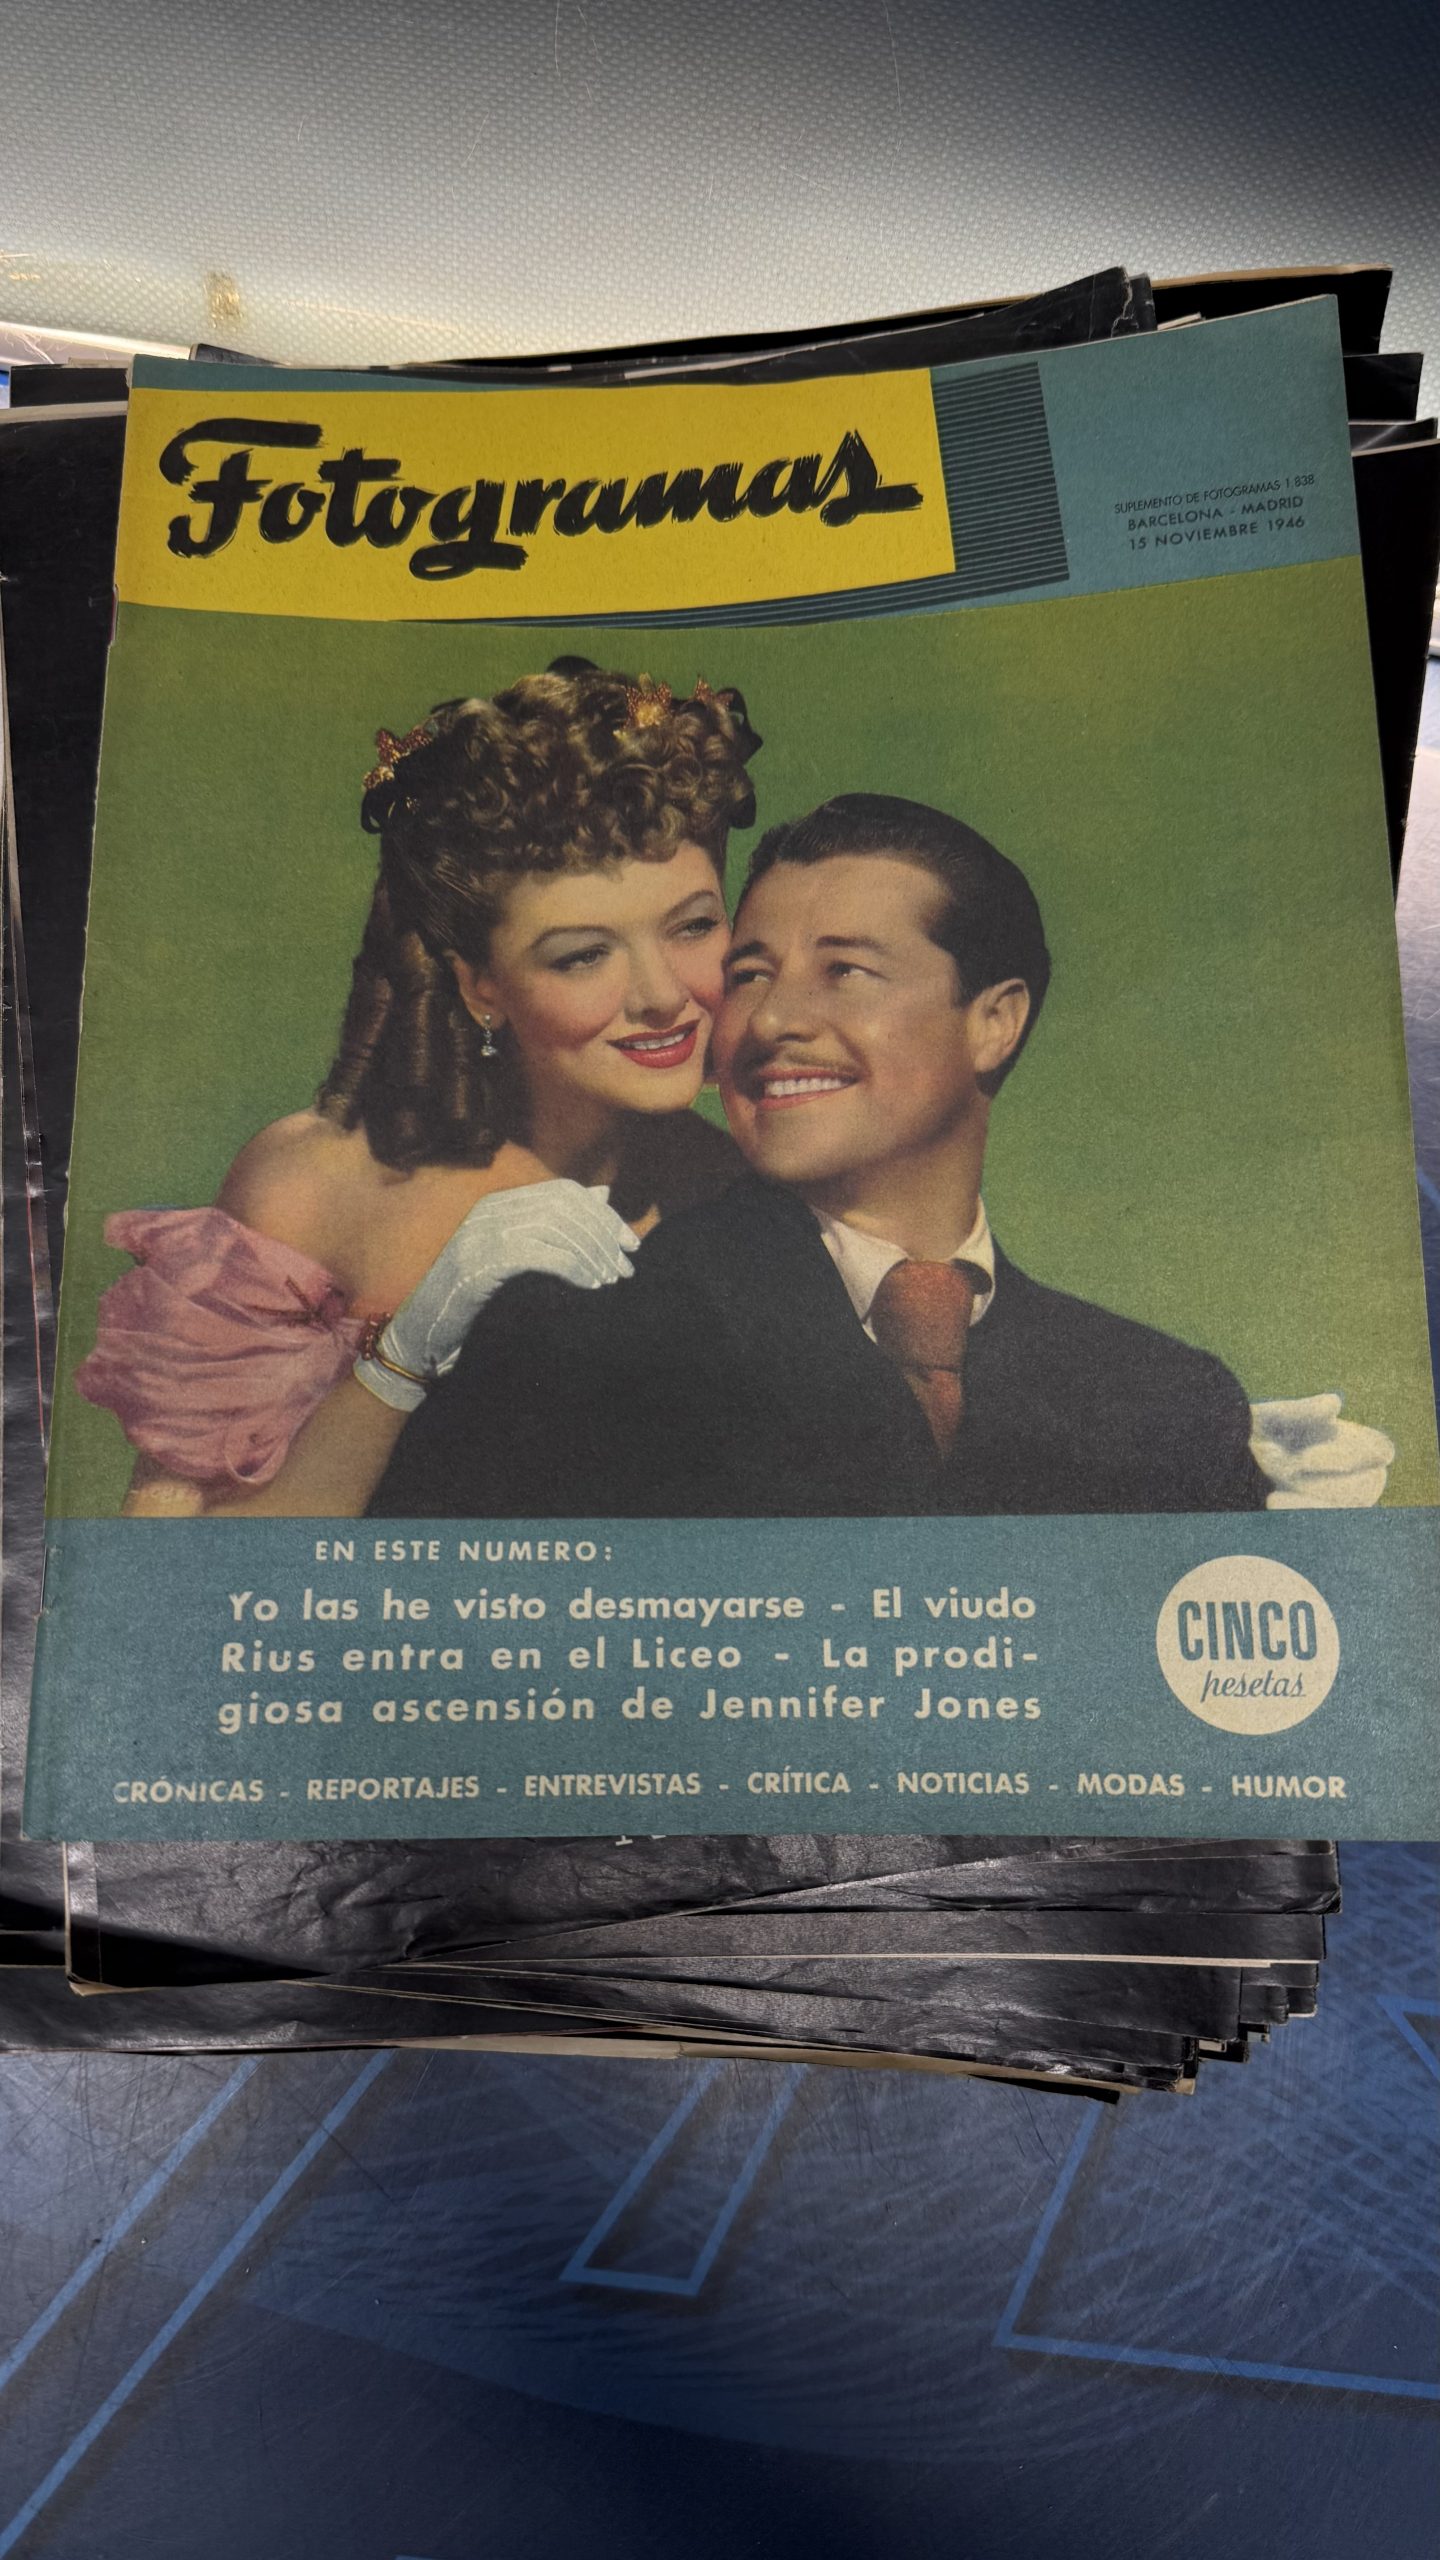 Fotogramas
SUPLEMENTO DE FOTOGRAMAS 1,838
BARCELONA - MADRID
15 NOVIEMBRE 1946
EN ESTE NUMERO:
Yo las he visto desmayarse - El viudo
Rius entra en el Liceo - La prodi-
giosa ascensión de Jennifer Jones
CINCO
pesetas
CRÓNICAS - REPORTAJES - ENTREVISTAS - CRÍTICA - NOTICIAS - MODAS - HUMOR